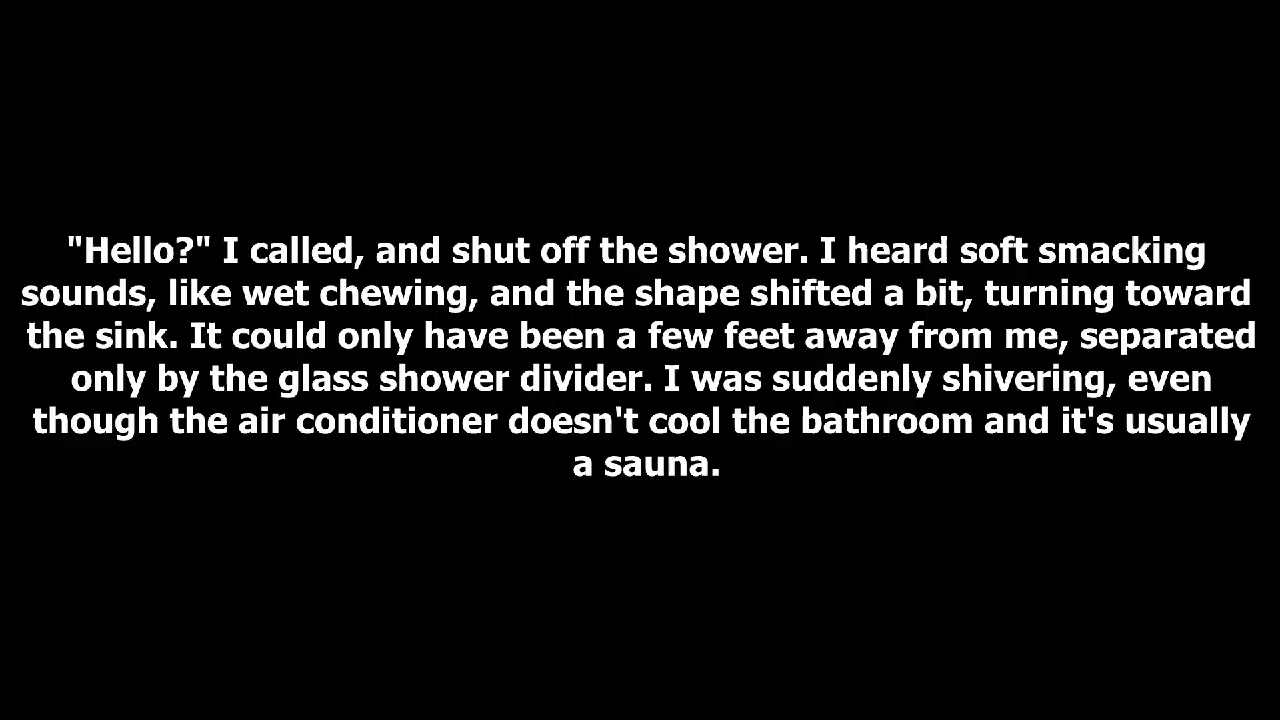 "Hello?" I called, and shut off the shower. I heard soft smacking
sounds, like wet chewing, and the shape shifted a bit, turning toward
the sink. It could only have been a few feet away from me, separated
only by the glass shower divider. I was suddenly shivering, even
though the air conditioner doesn't cool the bathroom and it's usually
a sauna.